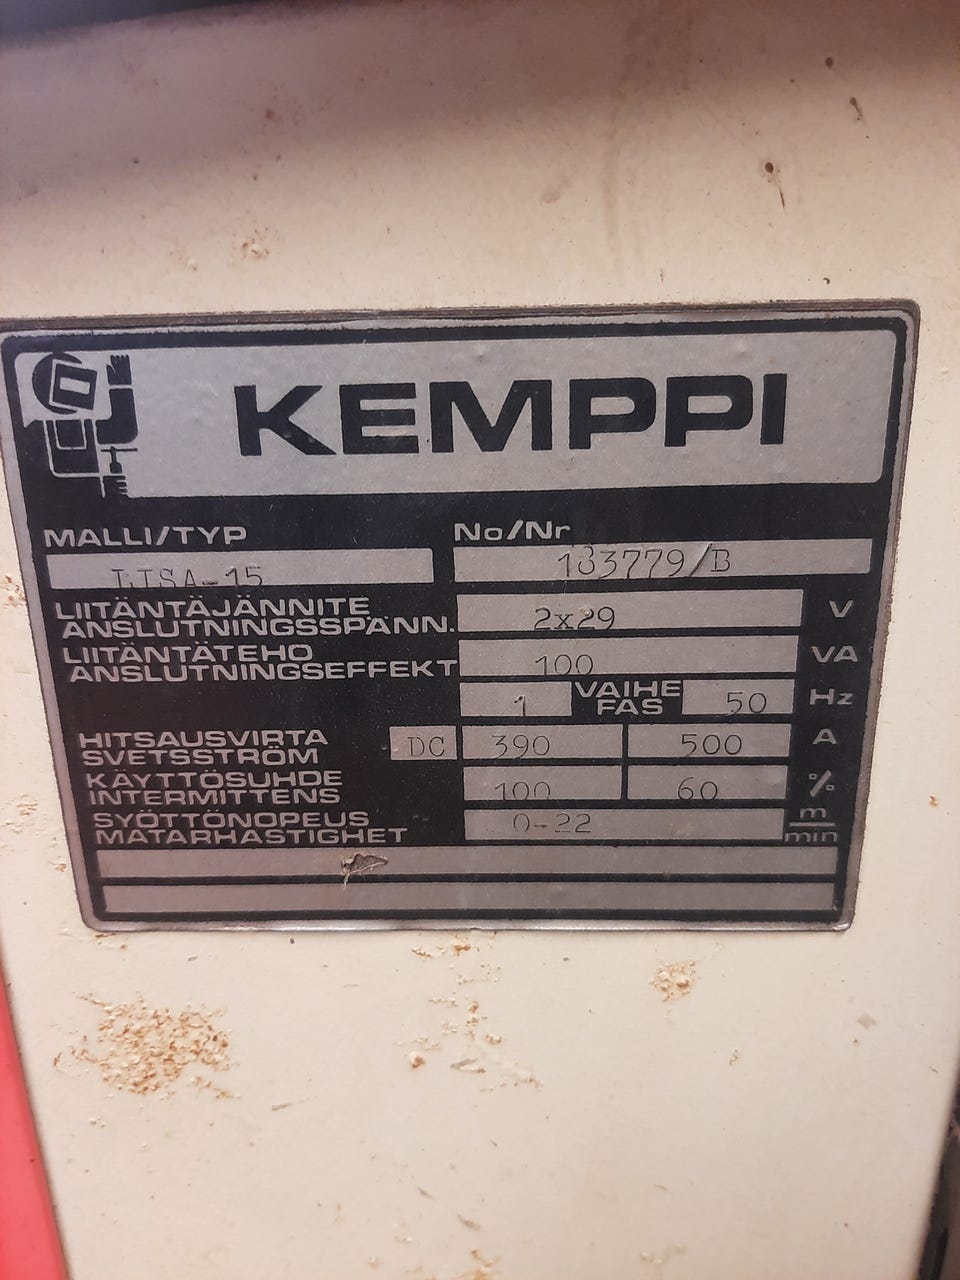 KEMPPI
MALLI/TYP No/Nr
LISA-15 183779/B
LIITÄNTÄJÄNNITE
ANSLUTNINGSSPÄNN. 2x29 V
LIITÄNTÄTEHO
ANSLUTNINGSEFFEKT 100 VA
1 VAIHE FAS 50 Hz
HITSAUSVIRTA
SVETSSTRÖM DC 390 500 A
KÄYTTÖSUHDE
INTERMITTENS 100 60 %
SYÖTTÖNOPEUS
MATARHASTIGHET 0-22 m/min